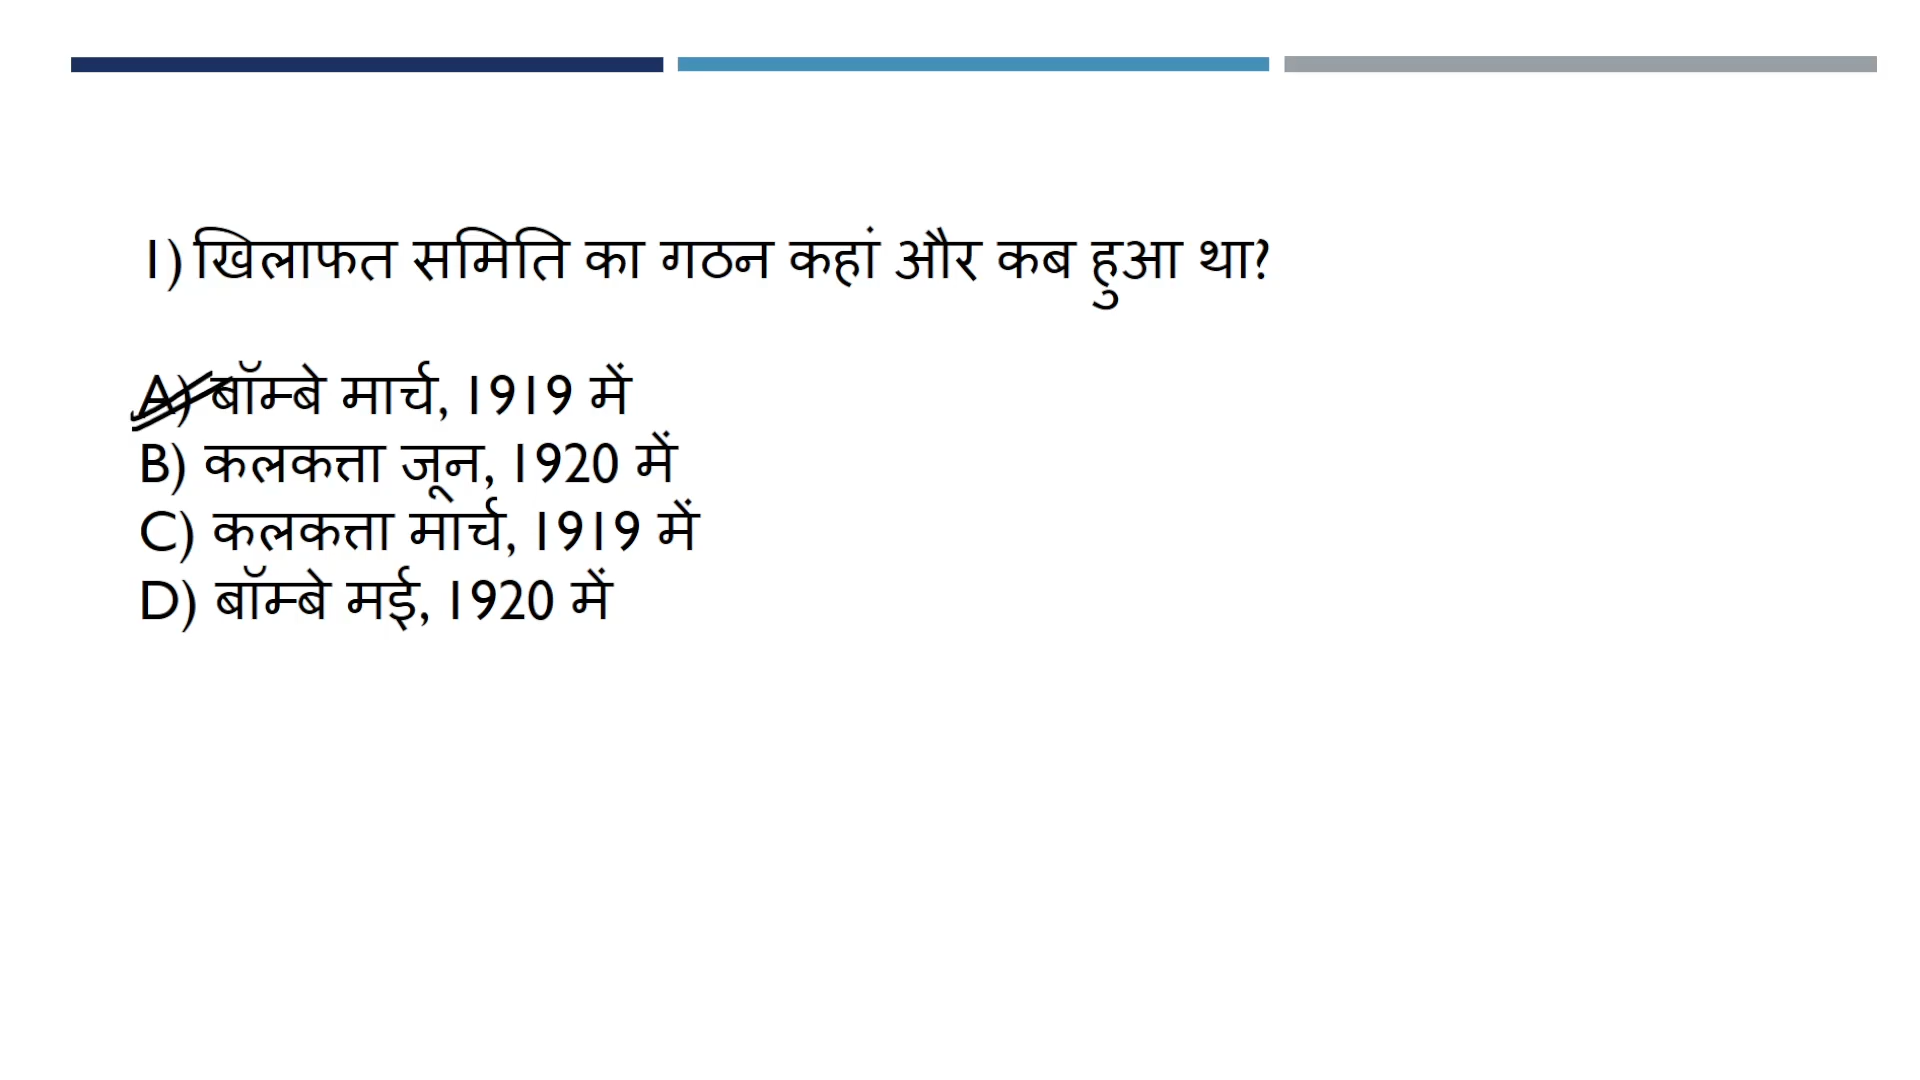 1) खिलाफत समिति का गठन कहां और कब हुआ था?
A) बॉम्बे मार्च, 1919 में
B) कलकत्ता जून, 1920 में
C) कलकत्ता मार्च, 1919 में
D) बॉम्बे मई, 1920 में